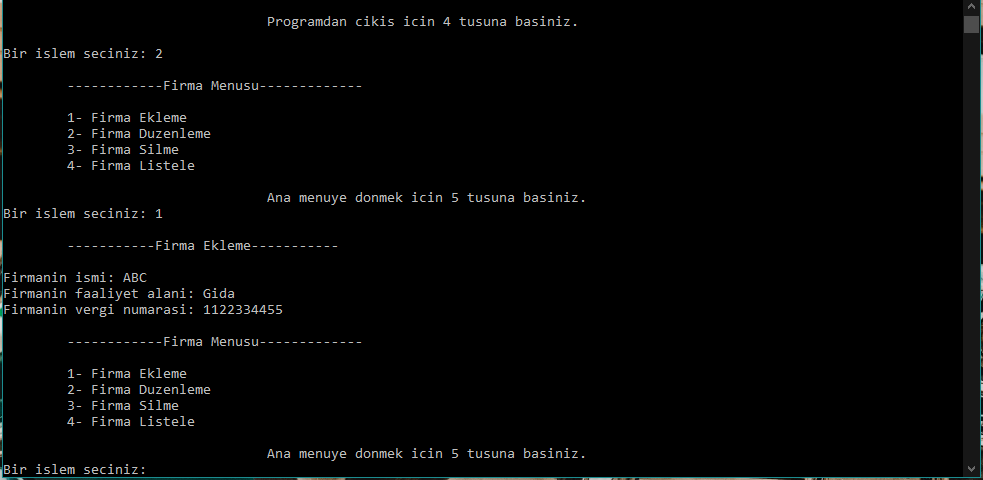 Programdan cikis icin 4 tusuna basiniz.
Bir islem seciniz: 2
------------Firma Menusu-------------
1- Firma Ekleme
2- Firma Duzenleme
3- Firma Silme
4- Firma Listele
Ana menuye donmek icin 5 tusuna basiniz.
Bir islem seciniz: 1
-----------Firma Ekleme-----------
Firmanin ismi: ABC
Firmanin faaliyet alani: Gida
Firmanin vergi numarasi: 1122334455
------------Firma Menusu-------------
1- Firma Ekleme
2- Firma Duzenleme
3- Firma Silme
4- Firma Listele
Ana menuye donmek icin 5 tusuna basiniz.
Bir islem seciniz: